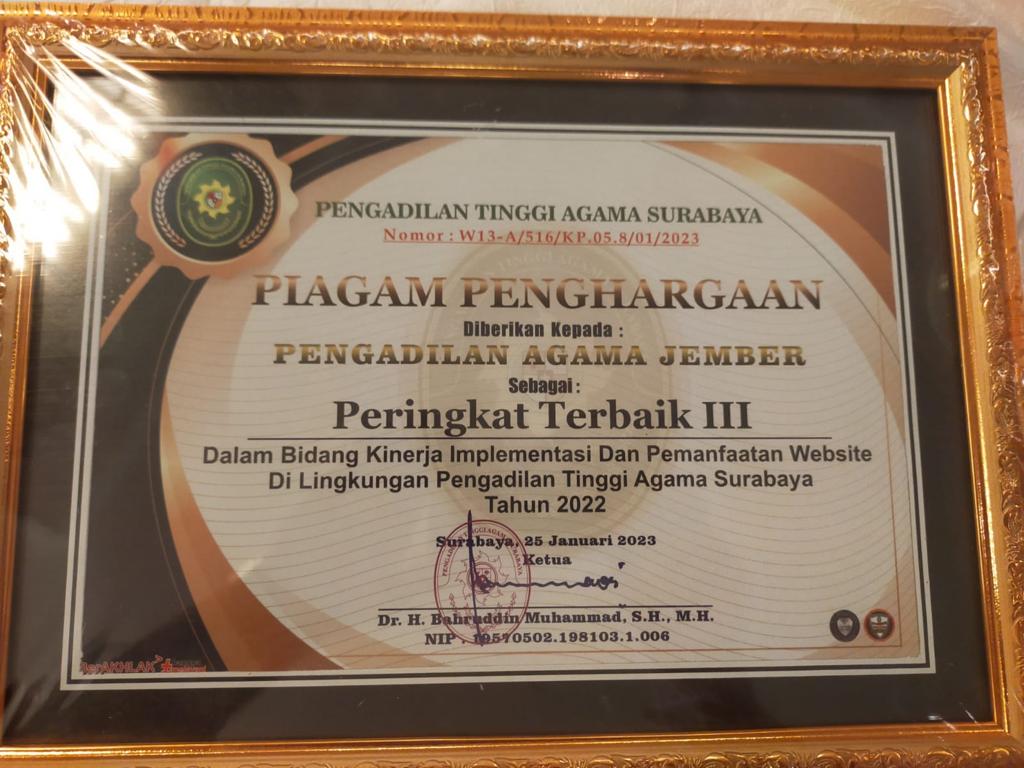 PENGADILAN TINGGI AGAMA SURABAYA
Nomor : W13-A/516/KP.05.8/01/2023
PIAGAM PENGHARGAAN
Diberikan Kepada :
PENGADILAN AGAMA JEMBER
Sebagai :
Peringkat Terbaik III
Dalam Bidang Kinerja Implementasi Dan Pemanfaatan Website
Di Lingkungan Pengadilan Tinggi Agama Surabaya
Tahun 2022
Surabaya, 25 Januari 2023
Ketua
Dr. H. Bahruddin Muhammad, S.H., M.H.
NIP . 19570502.198103.1.006
BerAKHLAK